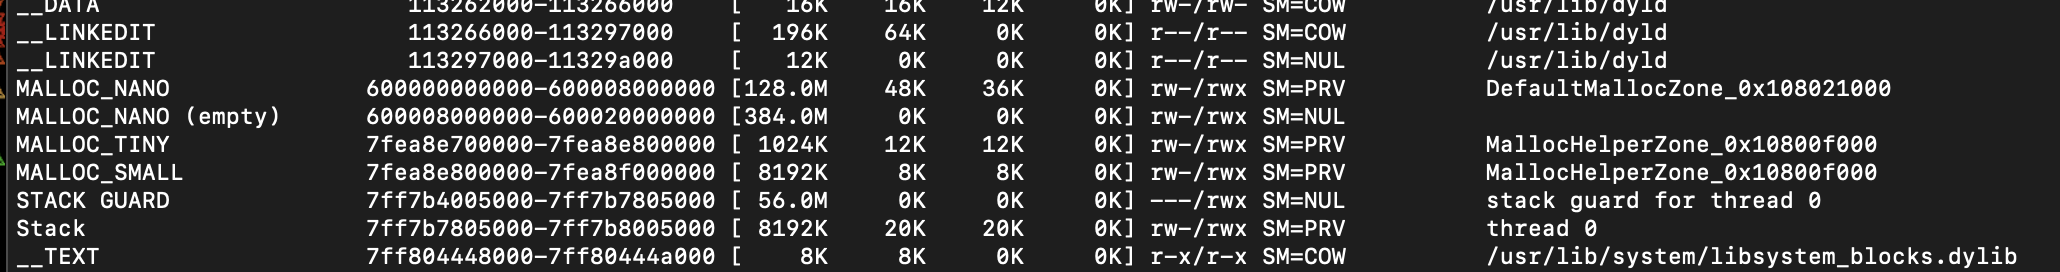 __DATA 113262000-113266000 [ 16K 16K 12K 0K] rw-/rw- SM=COW /usr/lib/dyld
__LINKEDIT 113266000-113297000 [ 196K 64K 0K 0K] r--/r-- SM=COW /usr/lib/dyld
__LINKEDIT 113297000-11329a000 [ 12K 0K 0K 0K] r--/r-- SM=NUL /usr/lib/dyld
MALLOC_NANO 600000000000-600008000000 [128.0M 48K 36K 0K] rw-/rwx SM=PRV DefaultMallocZone_0x108021000
MALLOC_NANO (empty) 600008000000-600020000000 [384.0M 0K 0K 0K] rw-/rwx SM=NUL
MALLOC_TINY 7fea8e700000-7fea8e800000 [ 1024K 12K 12K 0K] rw-/rwx SM=PRV MallocHelperZone_0x10800f000
MALLOC_SMALL 7fea8e800000-7fea8f000000 [ 8192K 8K 8K 0K] rw-/rwx SM=PRV MallocHelperZone_0x10800f000
STACK GUARD 7ff7b4005000-7ff7b7805000 [ 56.0M 0K 0K 0K] ---/rwx SM=NUL stack guard for thread 0
Stack 7ff7b7805000-7ff7b8005000 [ 8192K 20K 20K 0K] rw-/rwx SM=PRV thread 0
__TEXT 7ff804448000-7ff80444a000 [ 8K 8K 0K 0K] r-x/r-x SM=COW /usr/lib/system/libsystem_blocks.dylib